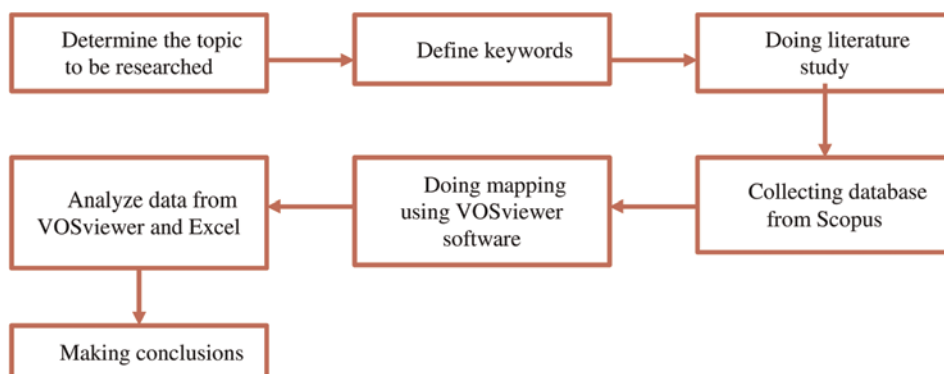 Determine the topic
to be researched
Define keywords
Doing literature
study
Collecting database
from Scopus
Doing mapping
using VOSviewer
software
Analyze data from
VOSviewer and Excel
Making conclusions